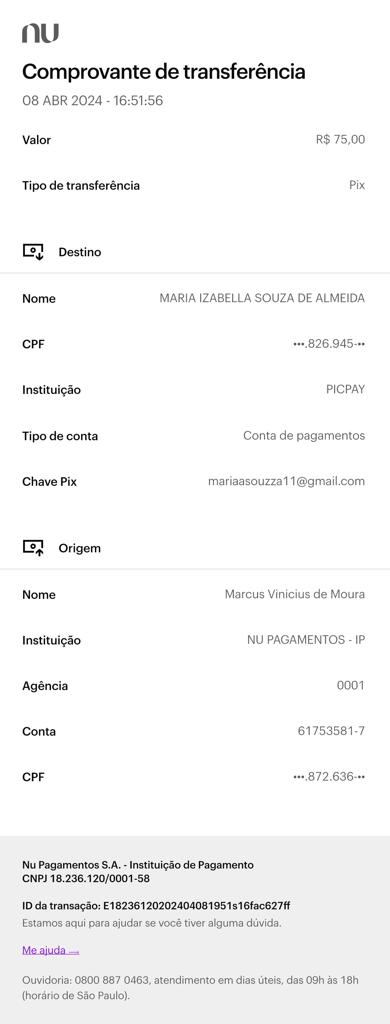 nu
Comprovante de transferência
08 ABR 2024 - 16:51:56
Valor R$ 75,00
Tipo de transferência Pix
Destino
Nome MARIA IZABELLA SOUZA DE ALMEIDA
CPF •••.826.945-••
Instituição PICPAY
Tipo de conta Conta de pagamentos
Chave Pix mariaasouzza11@gmail.com
Origem
Nome Marcus Vinicius de Moura
Instituição NU PAGAMENTOS - IP
Agência 0001
Conta 61753581-7
CPF •••.872.636-••
Nu Pagamentos S.A. - Instituição de Pagamento
CNPJ 18.236.120/0001-58
ID da transação: E18236120202404081951s16fac627ff
Estamos aqui para ajudar se você tiver alguma dúvida.
Me ajuda
Ouvidoria: 0800 887 0463, atendimento em dias úteis, das 09h às 18h
(horário de São Paulo).